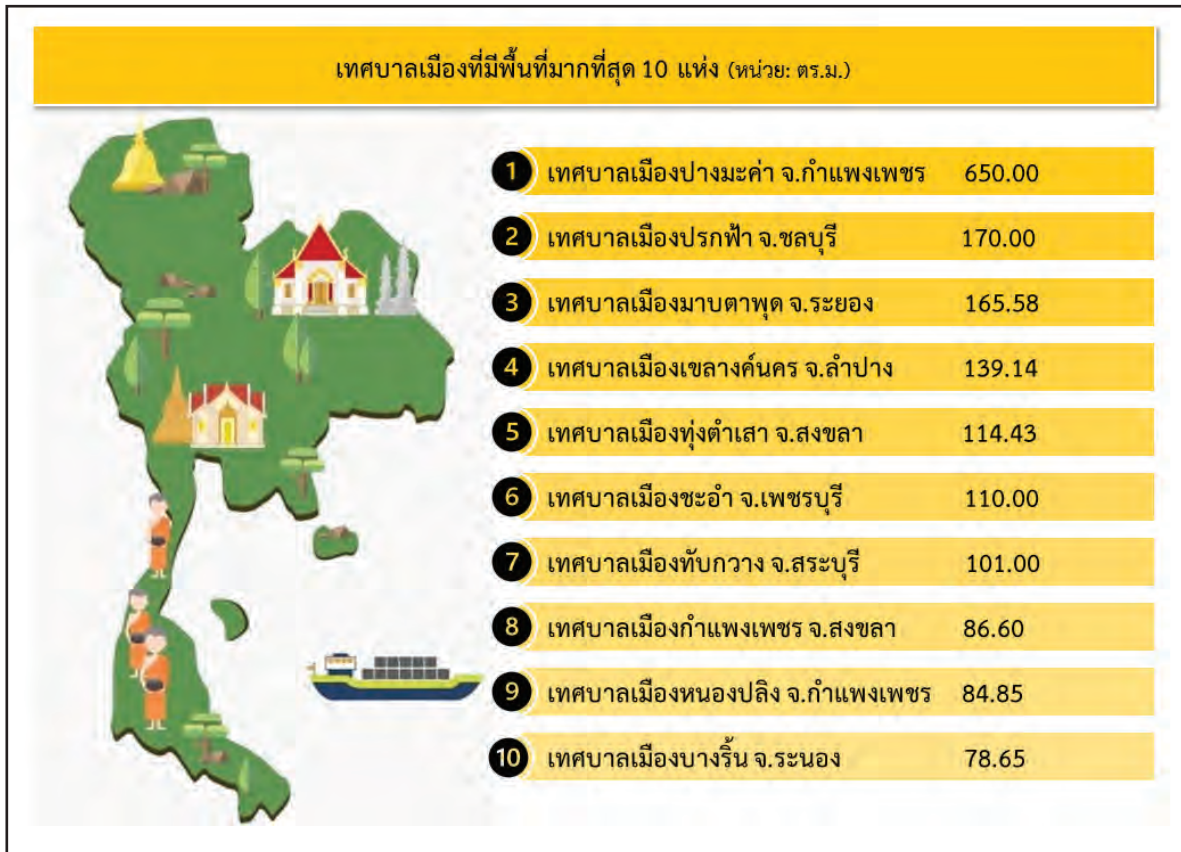 เทศบาลเมืองที่มีพื้นที่มากที่สุด 10 แห่ง (หน่วย: ตร.ม.)
1 เทศบาลเมืองปางมะค่า จ.กำแพงเพชร 650.00
2 เทศบาลเมืองปรกฟ้า จ.ชลบุรี 170.00
3 เทศบาลเมืองมาบตาพุด จ.ระยอง 165.58
4 เทศบาลเมืองเขลางค์นคร จ.ลำปาง 139.14
5 เทศบาลเมืองทุ่งตำเสา จ.สงขลา 114.43
6 เทศบาลเมืองชะอำ จ.เพชรบุรี 110.00
7 เทศบาลเมืองทับกวาง จ.สระบุรี 101.00
8 เทศบาลเมืองกำแพงเพชร จ.สงขลา 86.60
9 เทศบาลเมืองหนองปลิง จ.กำแพงเพชร 84.85
10 เทศบาลเมืองบางริ้น จ.ระนอง 78.65